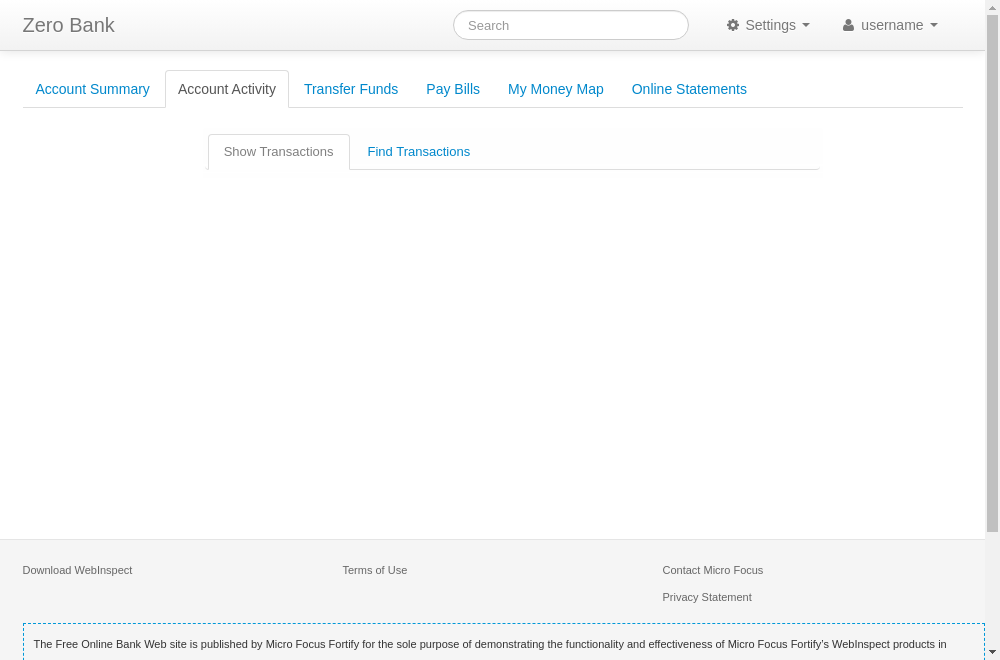 Zero Bank
Search
Settings
username
Account Summary
Account Activity
Transfer Funds
Pay Bills
My Money Map
Online Statements
Show Transactions
Find Transactions
Download WebInspect
Terms of Use
Contact Micro Focus
Privacy Statement
The Free Online Bank Web site is published by Micro Focus Fortify for the sole purpose of demonstrating the functionality and effectiveness of Micro Focus Fortify's WebInspect products in